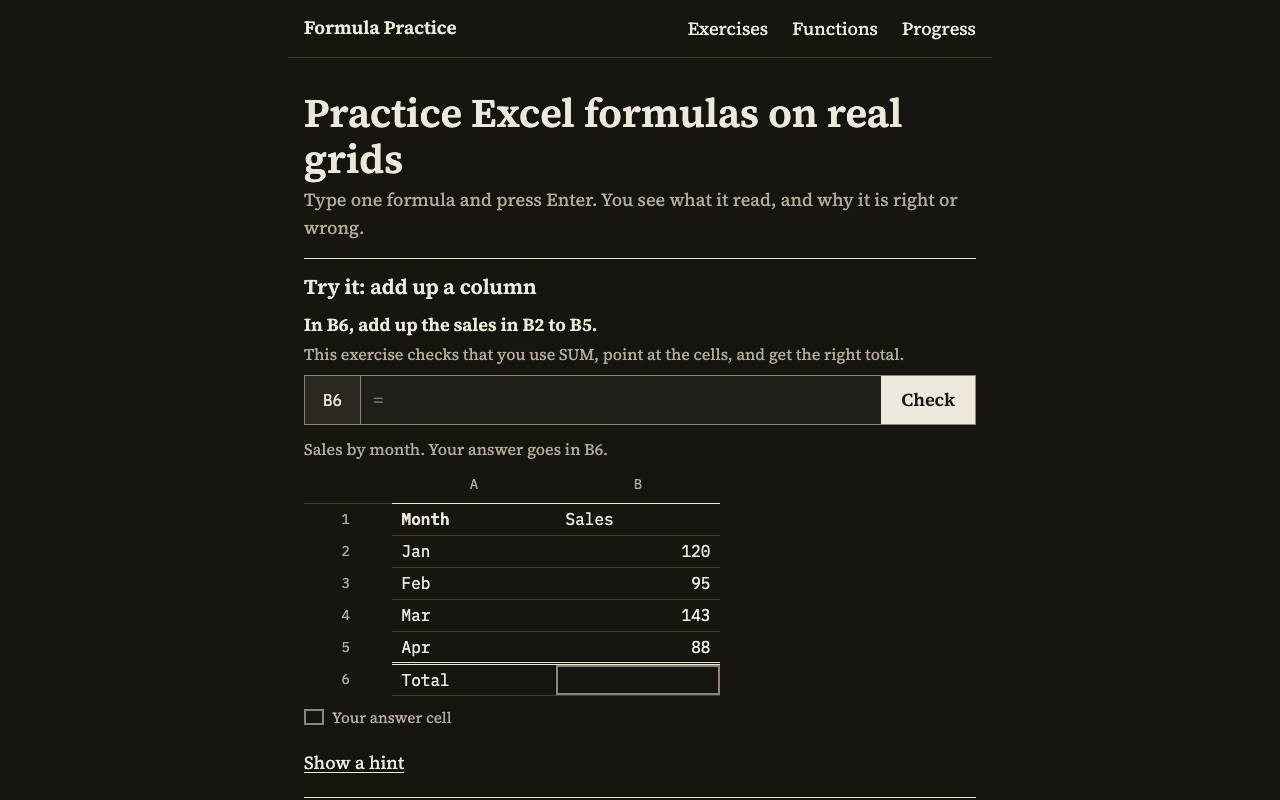 Formula Practice
Exercises Functions Progress
Practice Excel formulas on real
grids
Type one formula and press Enter. You see what it read, and why it is right or
wrong.
Try it: add up a column
In B6, add up the sales in B2 to B5.
This exercise checks that you use SUM, point at the cells, and get the right total.
B6 = Check
Sales by month. Your answer goes in B6.
A B
1 Month Sales
2 Jan 120
3 Feb 95
4 Mar 143
5 Apr 88
6 Total
Your answer cell
Show a hint